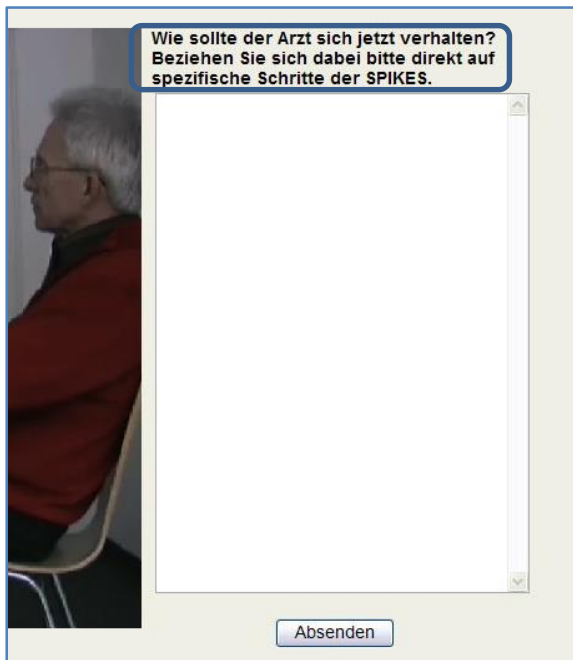 Wie sollte der Arzt sich jetzt verhalten?
Beziehen Sie sich dabei bitte direkt auf
spezifische Schritte der SPIKES.
Absenden